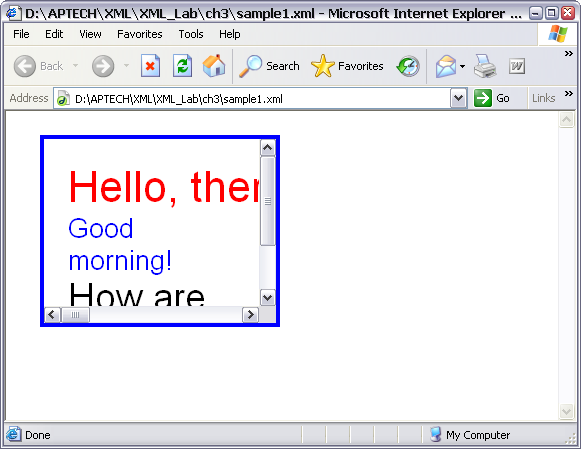 D:\APTECH\XML\XML_Lab\ch3\sample1.xml - Microsoft Internet Explorer ...
File Edit View Favorites Tools Help
Back Search Favorites
Address D:\APTECH\XML\XML_Lab\ch3\sample1.xml Go Links
Hello, ther
Good
morning!
How are
Done My Computer